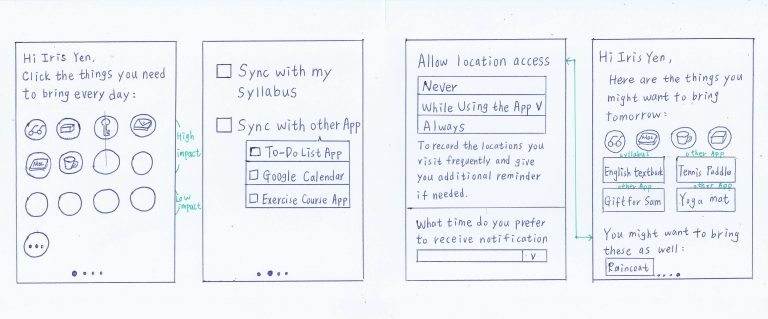 Hi Iris Yen,
Click the things you need
to bring every day:
Mac
High
impact
Low
impact
Sync with my
Syllabus
Sync with other App
To-Do List App
Google Calendar
Exercise Course App
Allow location access
Never
While Using the App V
Always
To record the locations you
visit frequently and give
you additional reminder
if needed.
What time do you prefer
to receive notification
V
Hi Iris Yen,
Here are the things you
might want to bring
tomorrow:
Mac
syllabus
other App
English textbook
Tennis Paddle
other App
other App
Gift for Sam
Yoga mat
You might want to bring
these as well:
Raincoat